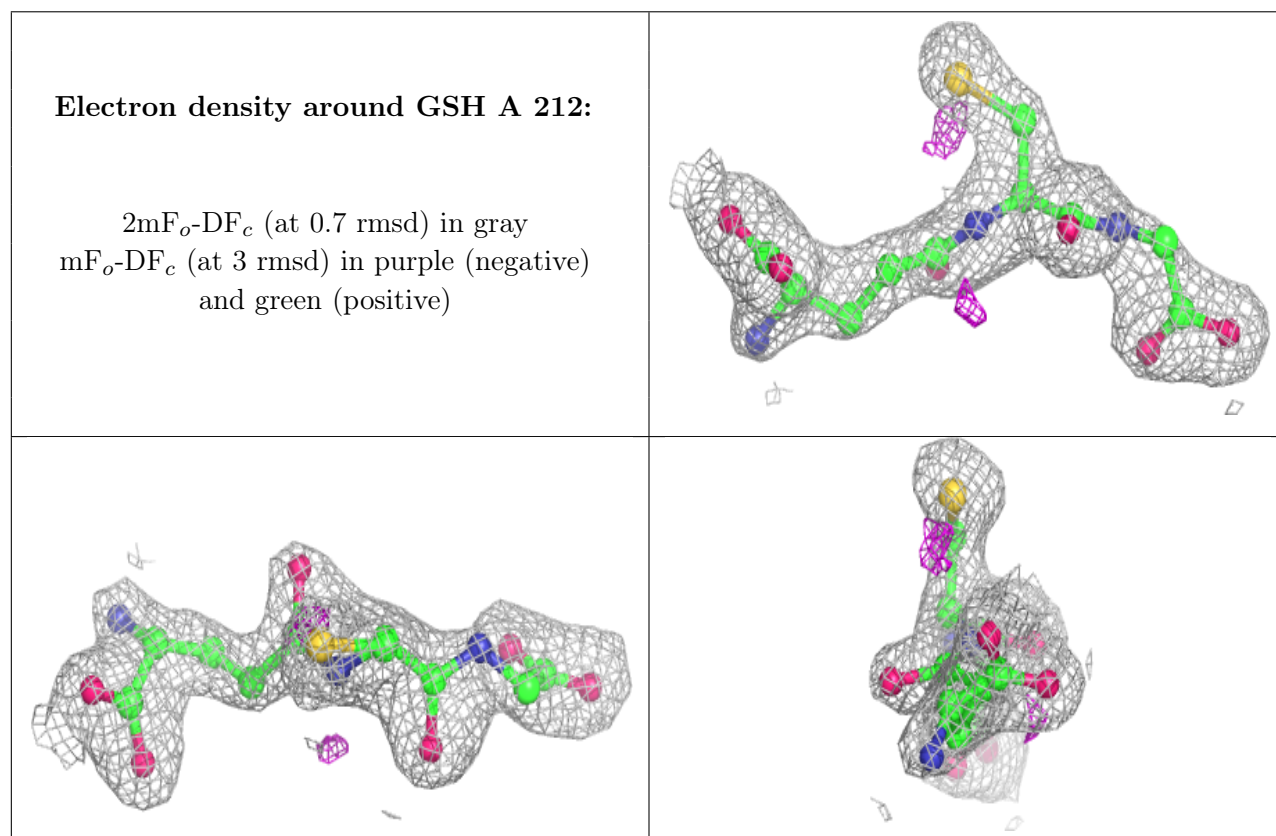 Electron density around GSH A 212:
2mFo-DFc (at 0.7 rmsd) in gray
mFo-DFc (at 3 rmsd) in purple (negative)
and green (positive)